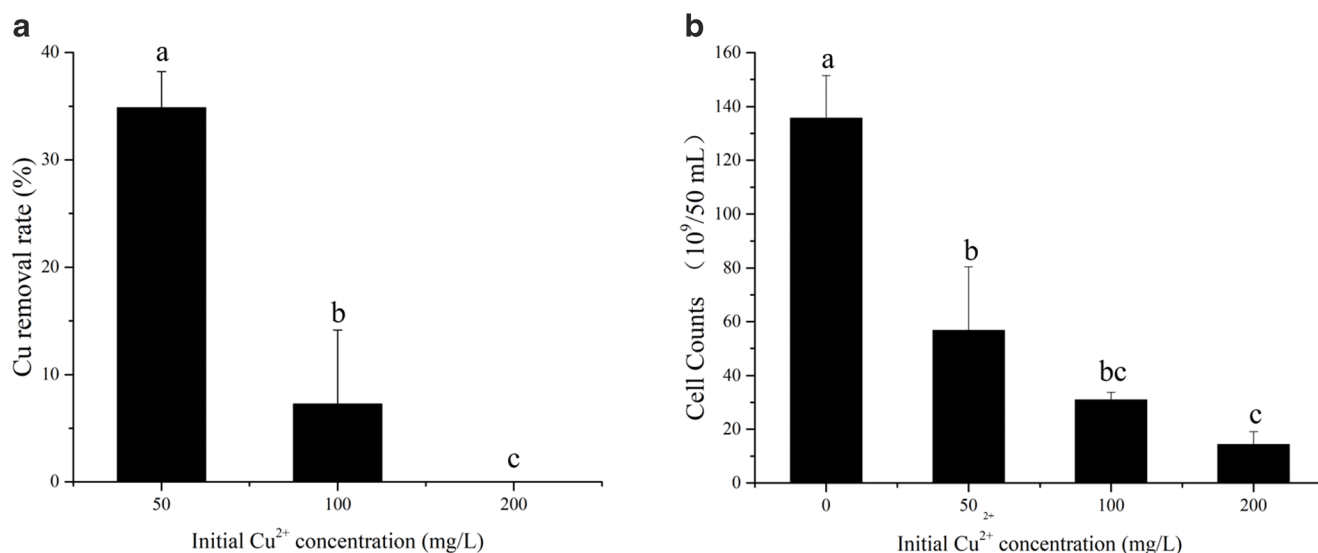 a
40
30
20
10
0
Cu removal rate (%)
a
b
c
50
100
200
Initial Cu²⁺ concentration (mg/L)
b
160
140
120
100
80
60
40
20
0
Cell Counts （10⁹/50 mL）
a
b
bc
c
0
50
100
200
2+
Initial Cu²⁺ concentration (mg/L)